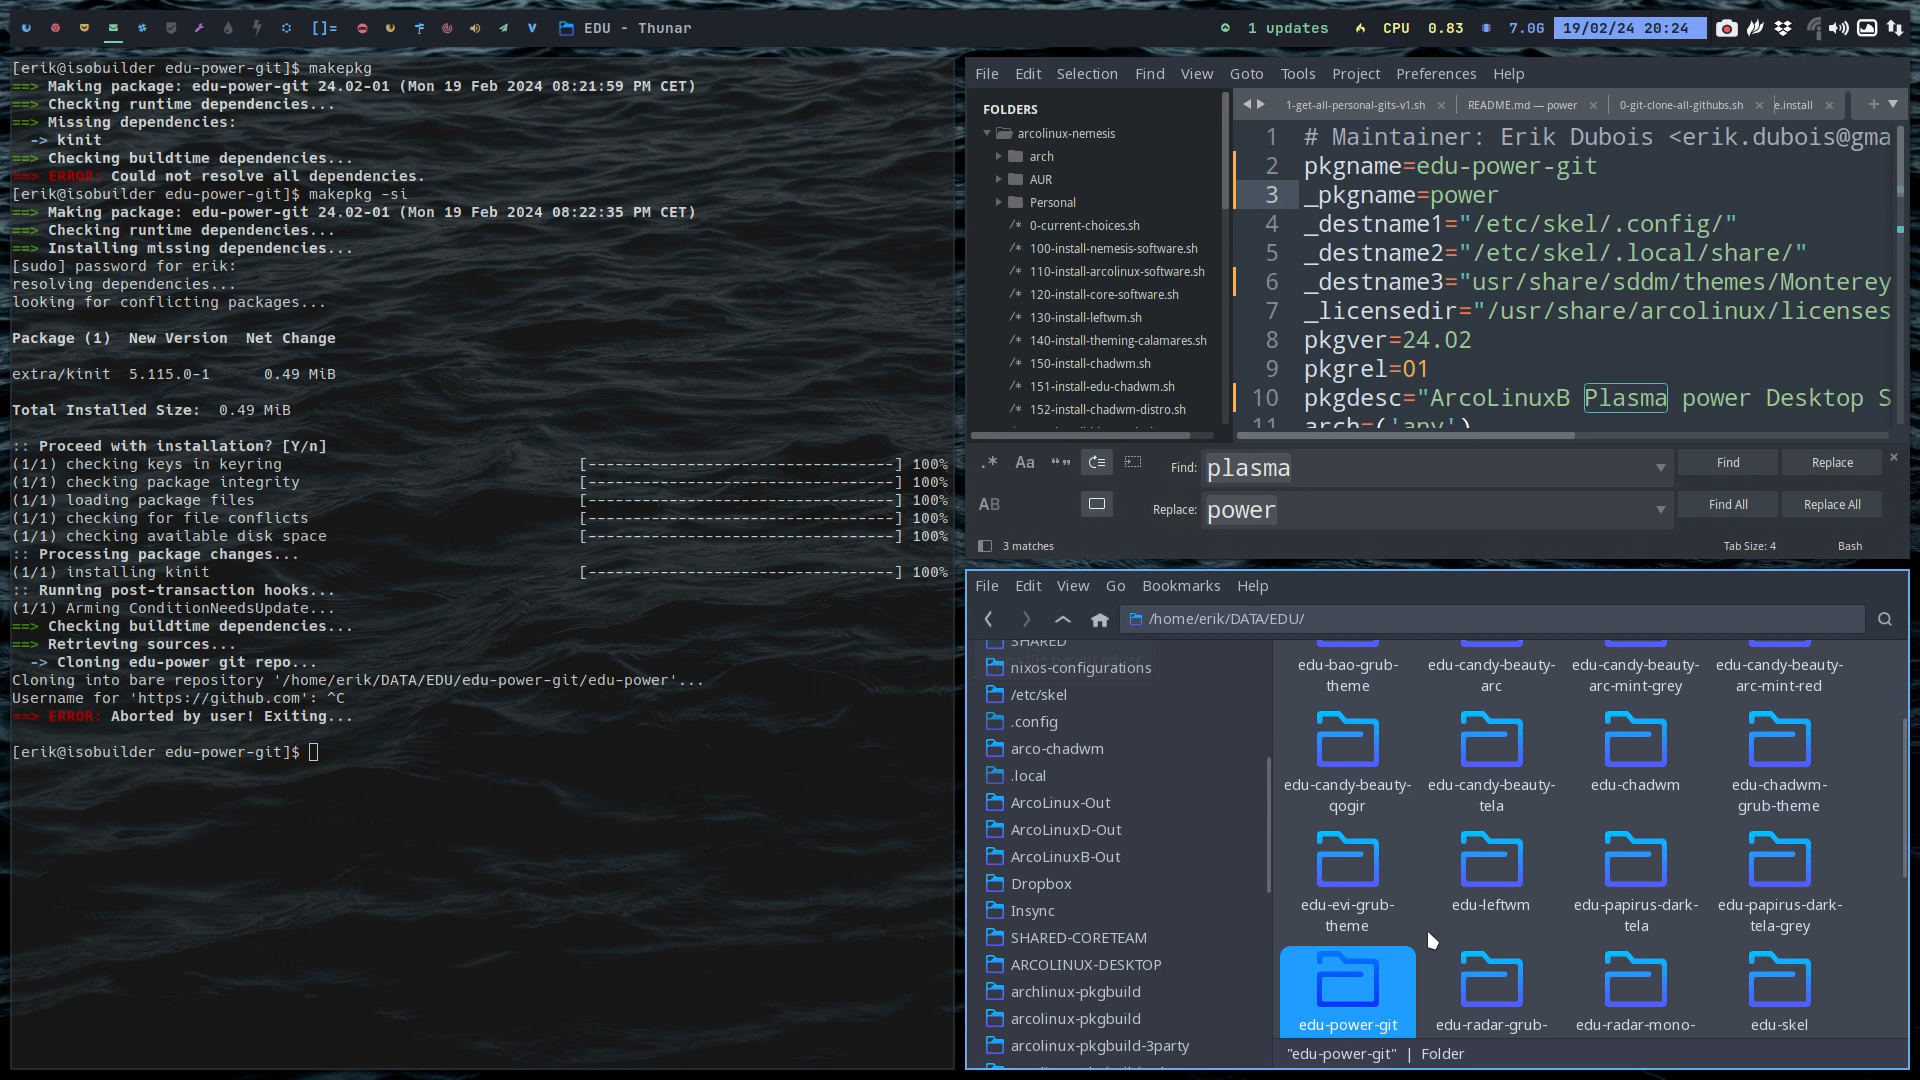 []= EDU - Thunar 1 updates CPU 0.83 7.0G 19/02/24 20:24
[erik@isobuilder edu-power-git]$ makepkg
==> Making package: edu-power-git 24.02-01 (Mon 19 Feb 2024 08:21:59 PM CET)
==> Checking runtime dependencies...
==> Missing dependencies:
  -> kinit
==> Checking buildtime dependencies...
==> ERROR: Could not resolve all dependencies.
[erik@isobuilder edu-power-git]$ makepkg -si
==> Making package: edu-power-git 24.02-01 (Mon 19 Feb 2024 08:22:35 PM CET)
==> Checking runtime dependencies...
==> Installing missing dependencies...
[sudo] password for erik:
resolving dependencies...
looking for conflicting packages...
Package (1)  New Version  Net Change
extra/kinit  5.115.0-1      0.49 MiB
Total Installed Size:  0.49 MiB
:: Proceed with installation? [Y/n]
(1/1) checking keys in keyring [----------------------------------] 100%
(1/1) checking package integrity [----------------------------------] 100%
(1/1) loading package files [----------------------------------] 100%
(1/1) checking for file conflicts [----------------------------------] 100%
(1/1) checking available disk space [----------------------------------] 100%
:: Processing package changes...
(1/1) installing kinit [----------------------------------] 100%
:: Running post-transaction hooks...
(1/1) Arming ConditionNeedsUpdate...
==> Checking buildtime dependencies...
==> Retrieving sources...
  -> Cloning edu-power git repo...
Cloning into bare repository '/home/erik/DATA/EDU/edu-power-git/edu-power'...
Username for 'https://github.com': ^C
==> ERROR: Aborted by user! Exiting...
[erik@isobuilder edu-power-git]$
File Edit Selection Find View Goto Tools Project Preferences Help
FOLDERS
arcolinux-nemesis
arch
AUR
Personal
/* 0-current-choices.sh
/* 100-install-nemesis-software.sh
/* 110-install-arcolinux-software.sh
/* 120-install-core-software.sh
/* 130-install-leftwm.sh
/* 140-install-theming-calamares.sh
/* 150-install-chadwm.sh
/* 151-install-edu-chadwm.sh
/* 152-install-chadwm-distro.sh
1-get-all-personal-gits-v1.sh × README.md — power × 0-git-clone-all-githubs.sh × e.install × +
1 # Maintainer: Erik Dubois <erik.dubois@gma
2 pkgname=edu-power-git
3 _pkgname=power
4 _destname1="/etc/skel/.config/"
5 _destname2="/etc/skel/.local/share/"
6 _destname3="usr/share/sddm/themes/Monterey
7 _licensedir="/usr/share/arcolinux/licenses
8 pkgver=24.02
9 pkgrel=01
10 pkgdesc="ArcoLinuxB Plasma power Desktop S
11 arch=('any')
.* Aa “” Find: plasma Find Replace ×
AB Replace: power Find All Replace All
3 matches Tab Size: 4 Bash
File Edit View Go Bookmarks Help
/home/erik/DATA/EDU/
SHARED
nixos-configurations
/etc/skel
.config
arco-chadwm
.local
ArcoLinux-Out
ArcoLinuxD-Out
ArcoLinuxB-Out
Dropbox
Insync
SHARED-CORETEAM
ARCOLINUX-DESKTOP
archlinux-pkgbuild
arcolinux-pkgbuild
arcolinux-pkgbuild-3party
edu-bao-grub-
theme
edu-candy-beauty-
arc
edu-candy-beauty-
arc-mint-grey
edu-candy-beauty-
arc-mint-red
edu-candy-beauty-
qogir
edu-candy-beauty-
tela
edu-chadwm
edu-chadwm-
grub-theme
edu-evi-grub-
theme
edu-leftwm
edu-papirus-dark-
tela
edu-papirus-dark-
tela-grey
edu-power-git
edu-radar-grub-
edu-radar-mono-
edu-skel
"edu-power-git" | Folder